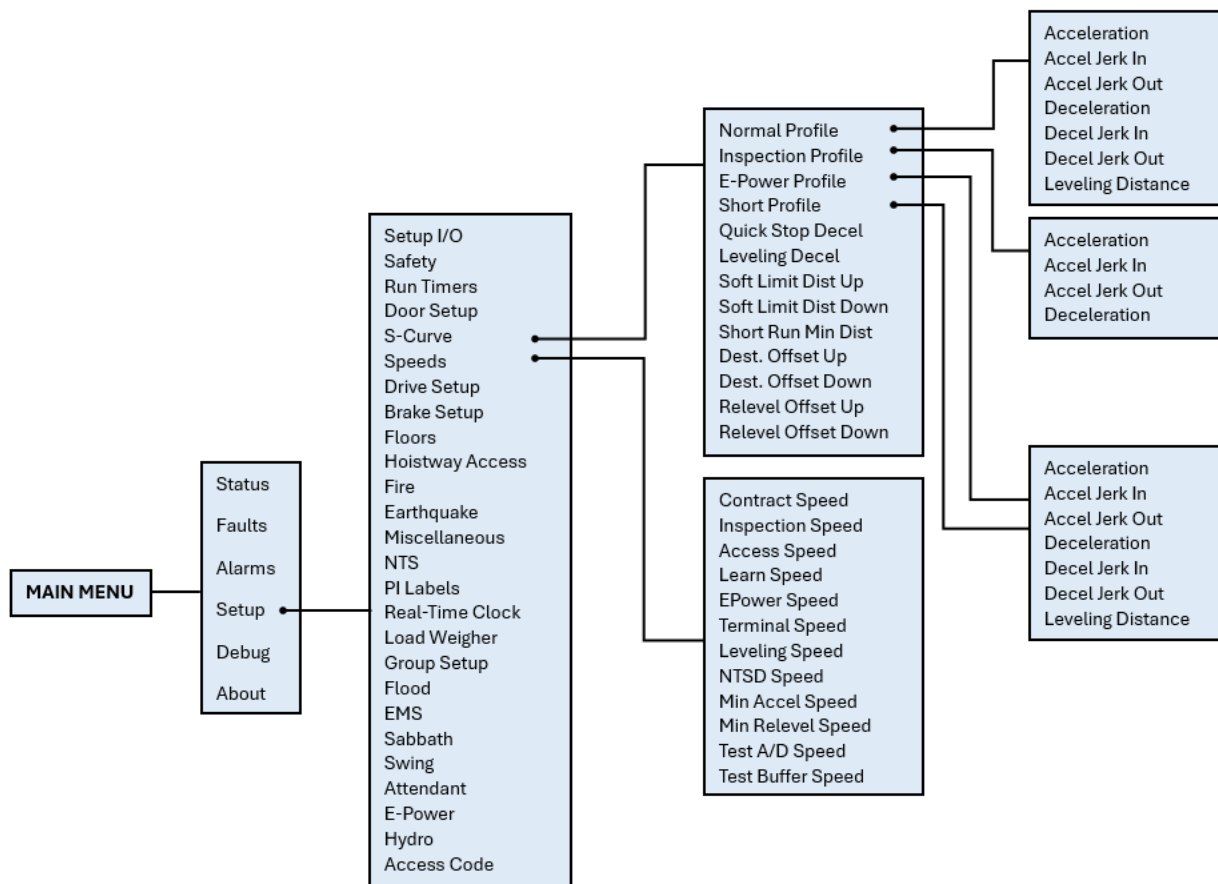 MAIN MENU
Status
Faults
Alarms
Setup
Debug
About
Setup I/O
Safety
Run Timers
Door Setup
S-Curve
Speeds
Drive Setup
Brake Setup
Floors
Hoistway Access
Fire
Earthquake
Miscellaneous
NTS
PI Labels
Real-Time Clock
Load Weigher
Group Setup
Flood
EMS
Sabbath
Swing
Attendant
E-Power
Hydro
Access Code
Normal Profile
Inspection Profile
E-Power Profile
Short Profile
Quick Stop Decel
Leveling Decel
Soft Limit Dist Up
Soft Limit Dist Down
Short Run Min Dist
Dest. Offset Up
Dest. Offset Down
Relevel Offset Up
Relevel Offset Down
Contract Speed
Inspection Speed
Access Speed
Learn Speed
EPower Speed
Terminal Speed
Leveling Speed
NTSD Speed
Min Accel Speed
Min Relevel Speed
Test A/D Speed
Test Buffer Speed
Acceleration
Accel Jerk In
Accel Jerk Out
Deceleration
Decel Jerk In
Decel Jerk Out
Leveling Distance
Acceleration
Accel Jerk In
Accel Jerk Out
Deceleration
Acceleration
Accel Jerk In
Accel Jerk Out
Deceleration
Decel Jerk In
Decel Jerk Out
Leveling Distance